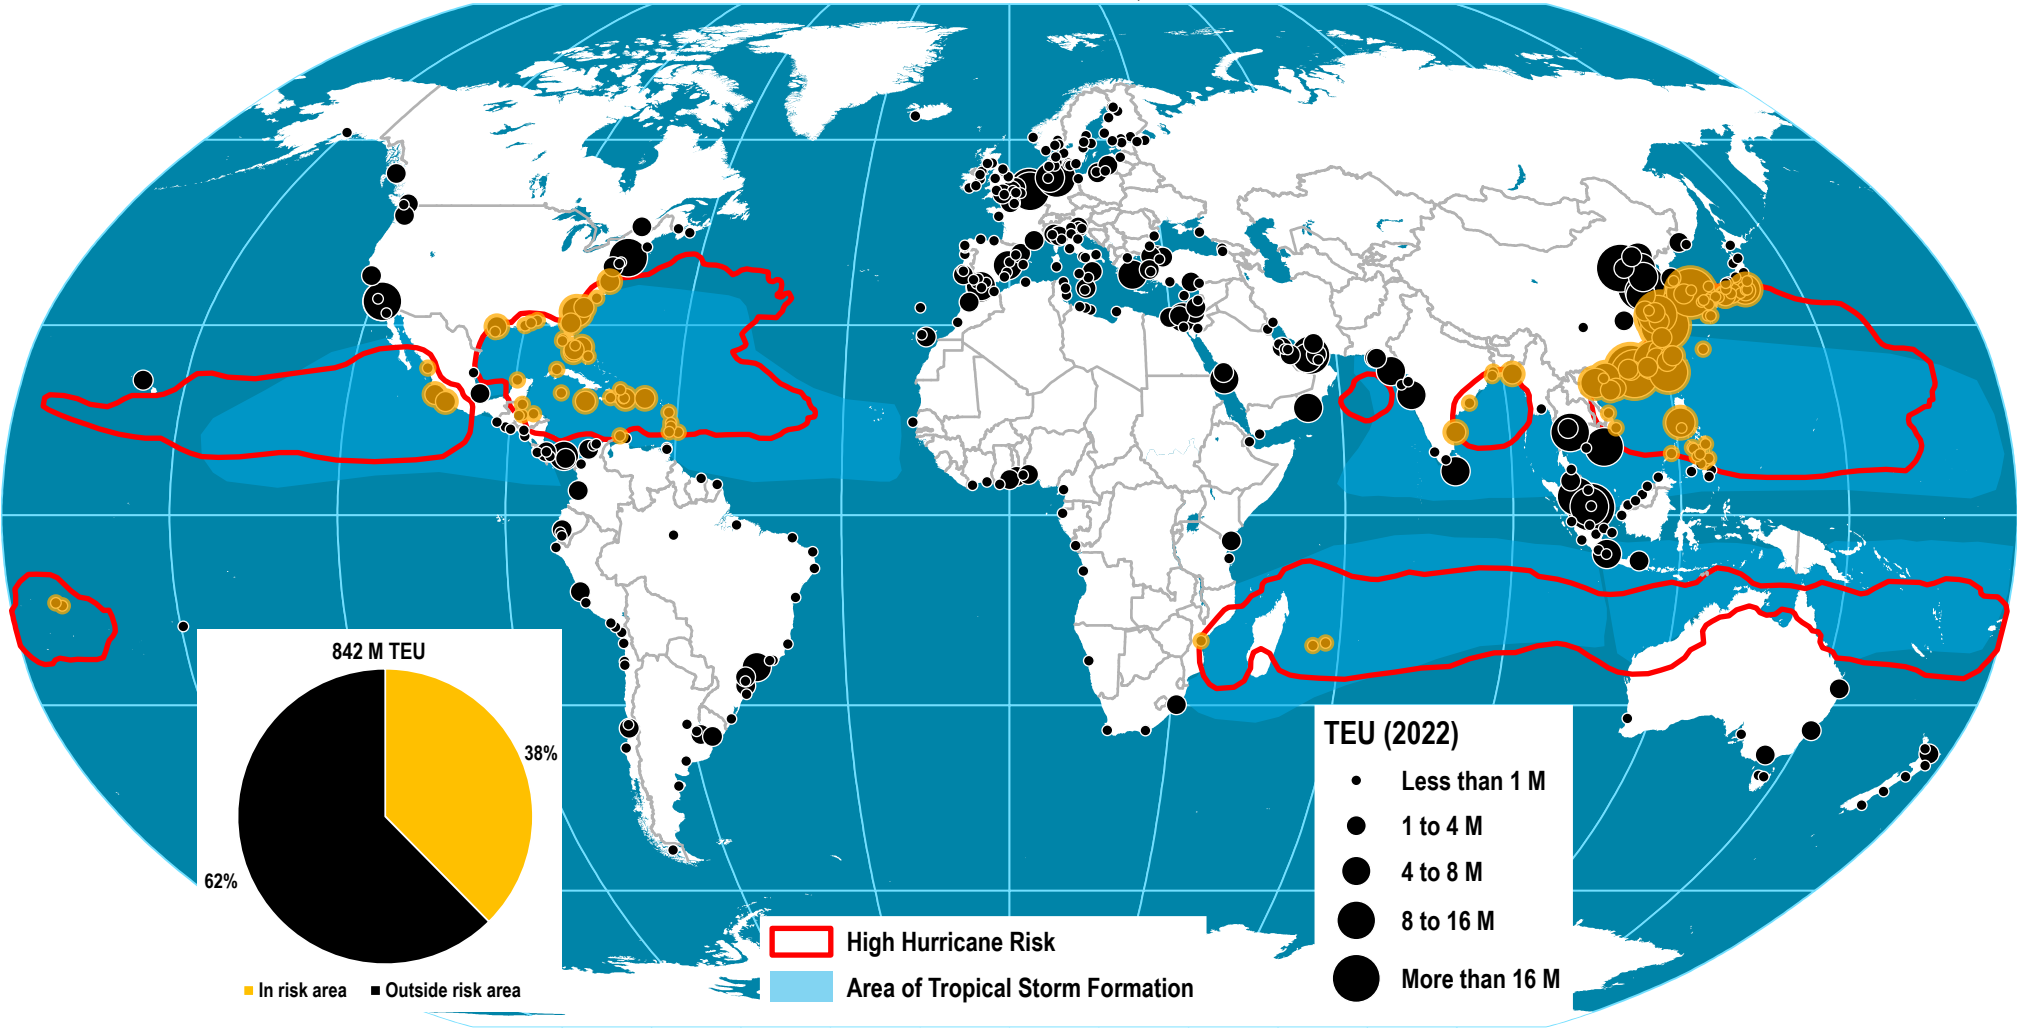 842 M TEU
38%
62%
In risk area
Outside risk area
High Hurricane Risk
Area of Tropical Storm Formation
TEU (2022)
Less than 1 M
1 to 4 M
4 to 8 M
8 to 16 M
More than 16 M